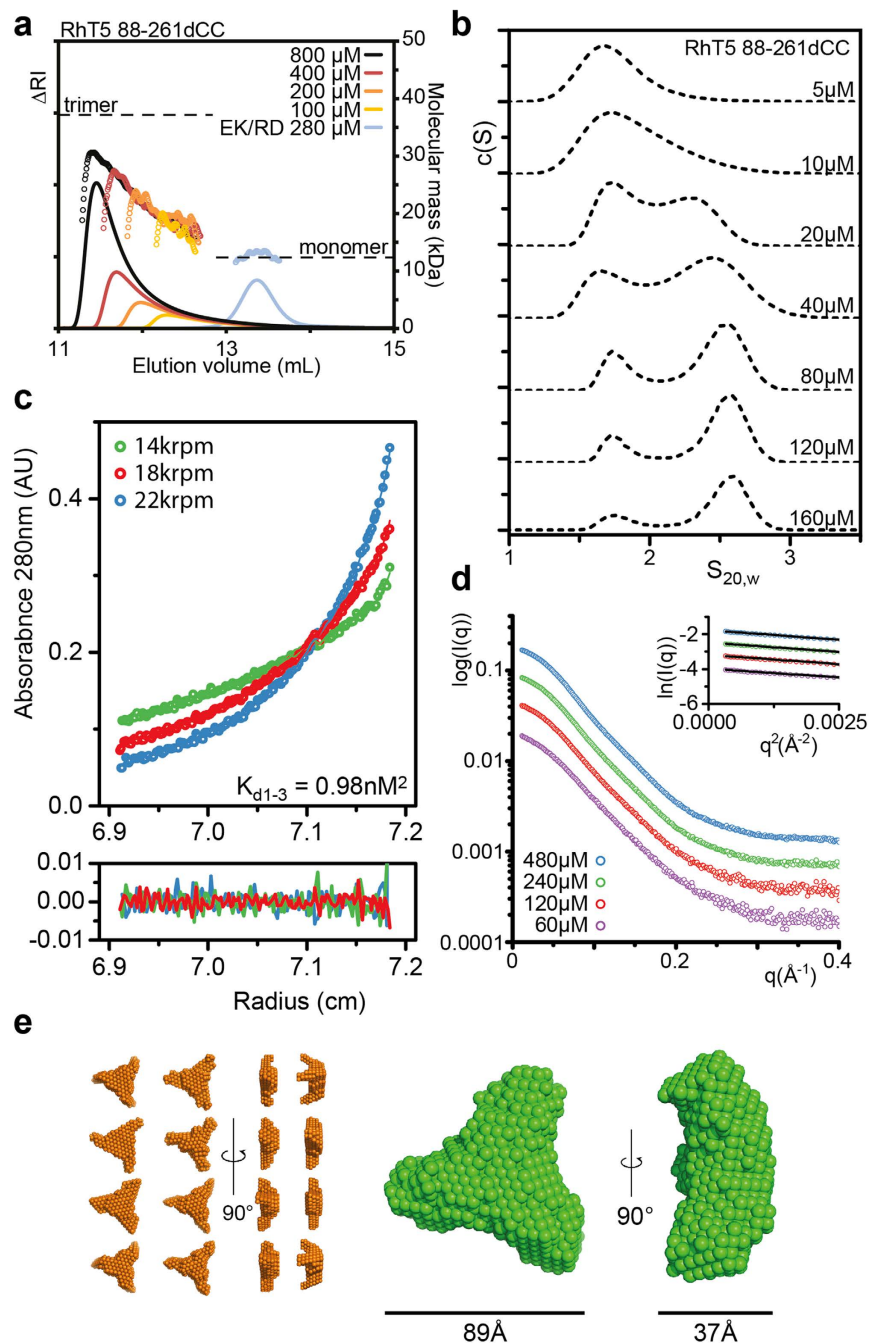 a
ΔRI
trimer
monomer
800 µM
400 µM
200 µM
100 µM
EK/RD 280 µM
50
40
30
20
10
0
Molecular mass (kDa)
11
13
15
Elution volume (mL)
b
RhT5 88-261dCC
c(S)
5µM
10µM
20µM
40µM
80µM
120µM
160µM
1
2
3
S20,w
c
14krpm
18krpm
22krpm
Absorabnce 280nm (AU)
0.4
0.2
0.0
Kd1-3 = 0.98nM²
6.9
7.0
7.1
7.2
0.01
0.00
-0.01
6.9
7.0
7.1
7.2
Radius (cm)
d
log(I(q))
0.1
0.01
0.001
0.0001
480µM
240µM
120µM
60µM
0
0.2
0.4
q(Å⁻¹)
ln(I(q))
-2
-4
-6
0.0000
0.0025
q²(Å⁻²)
e
90°
90°
89Å
37Å
RhT5 88-261dCC